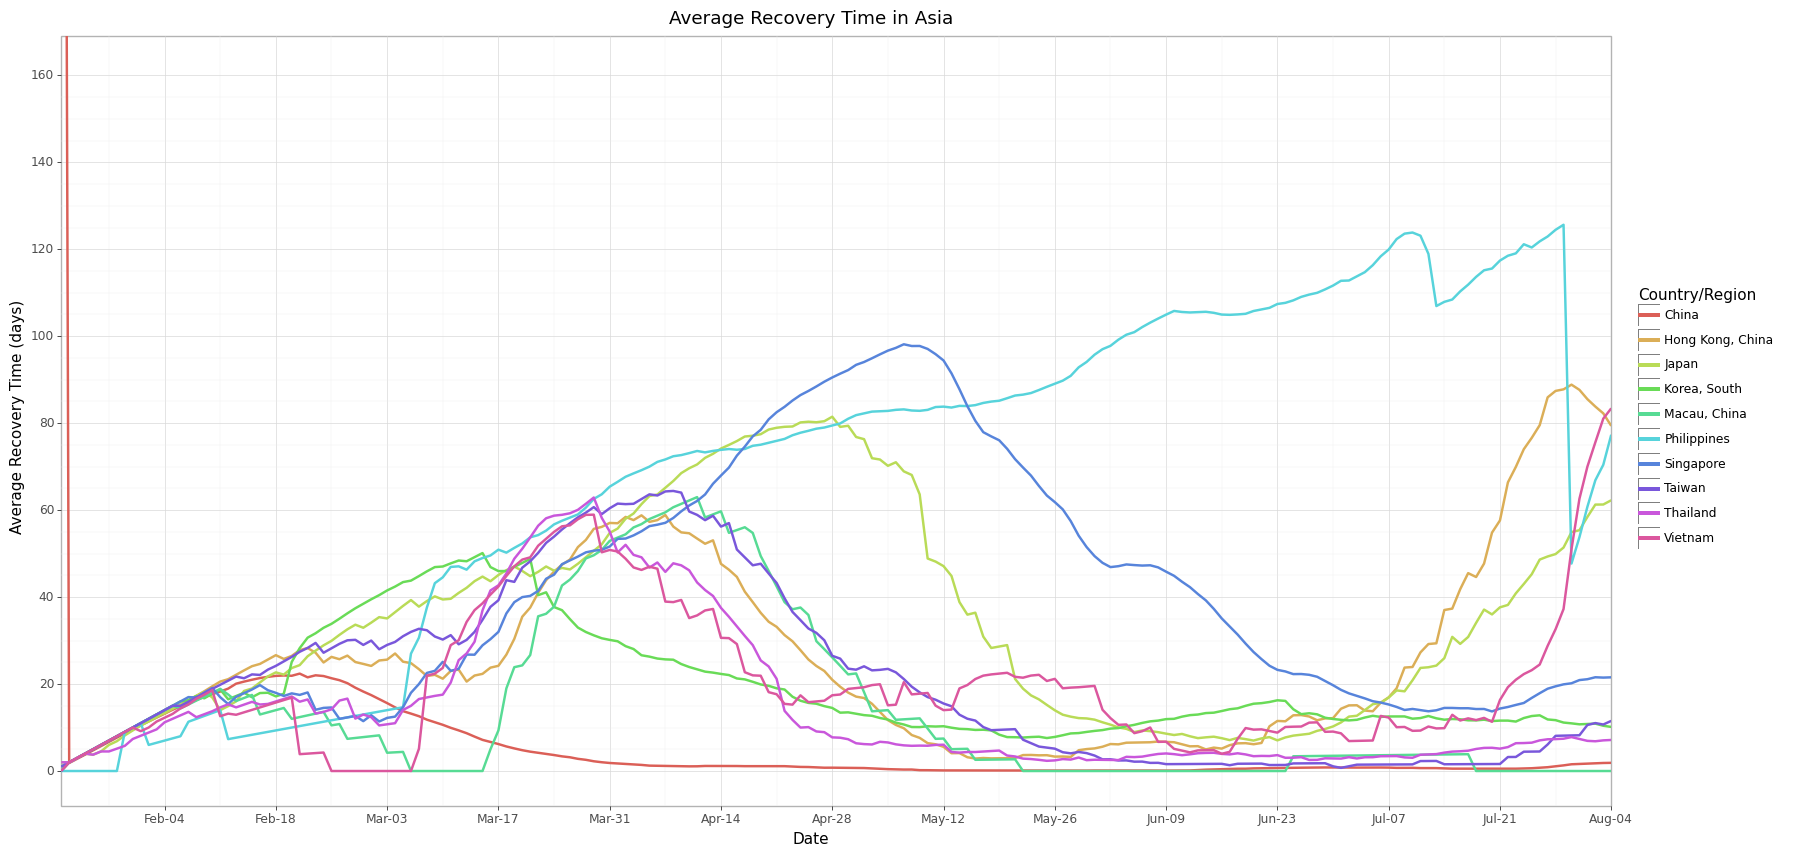 Average Recovery Time in Asia
Average Recovery Time (days)
160
140
120
100
80
60
40
20
0
Feb-04
Feb-18
Mar-03
Mar-17
Mar-31
Apr-14
Apr-28
May-12
May-26
Jun-09
Jun-23
Jul-07
Jul-21
Aug-04
Date
Country/Region
China
Hong Kong, China
Japan
Korea, South
Macau, China
Philippines
Singapore
Taiwan
Thailand
Vietnam